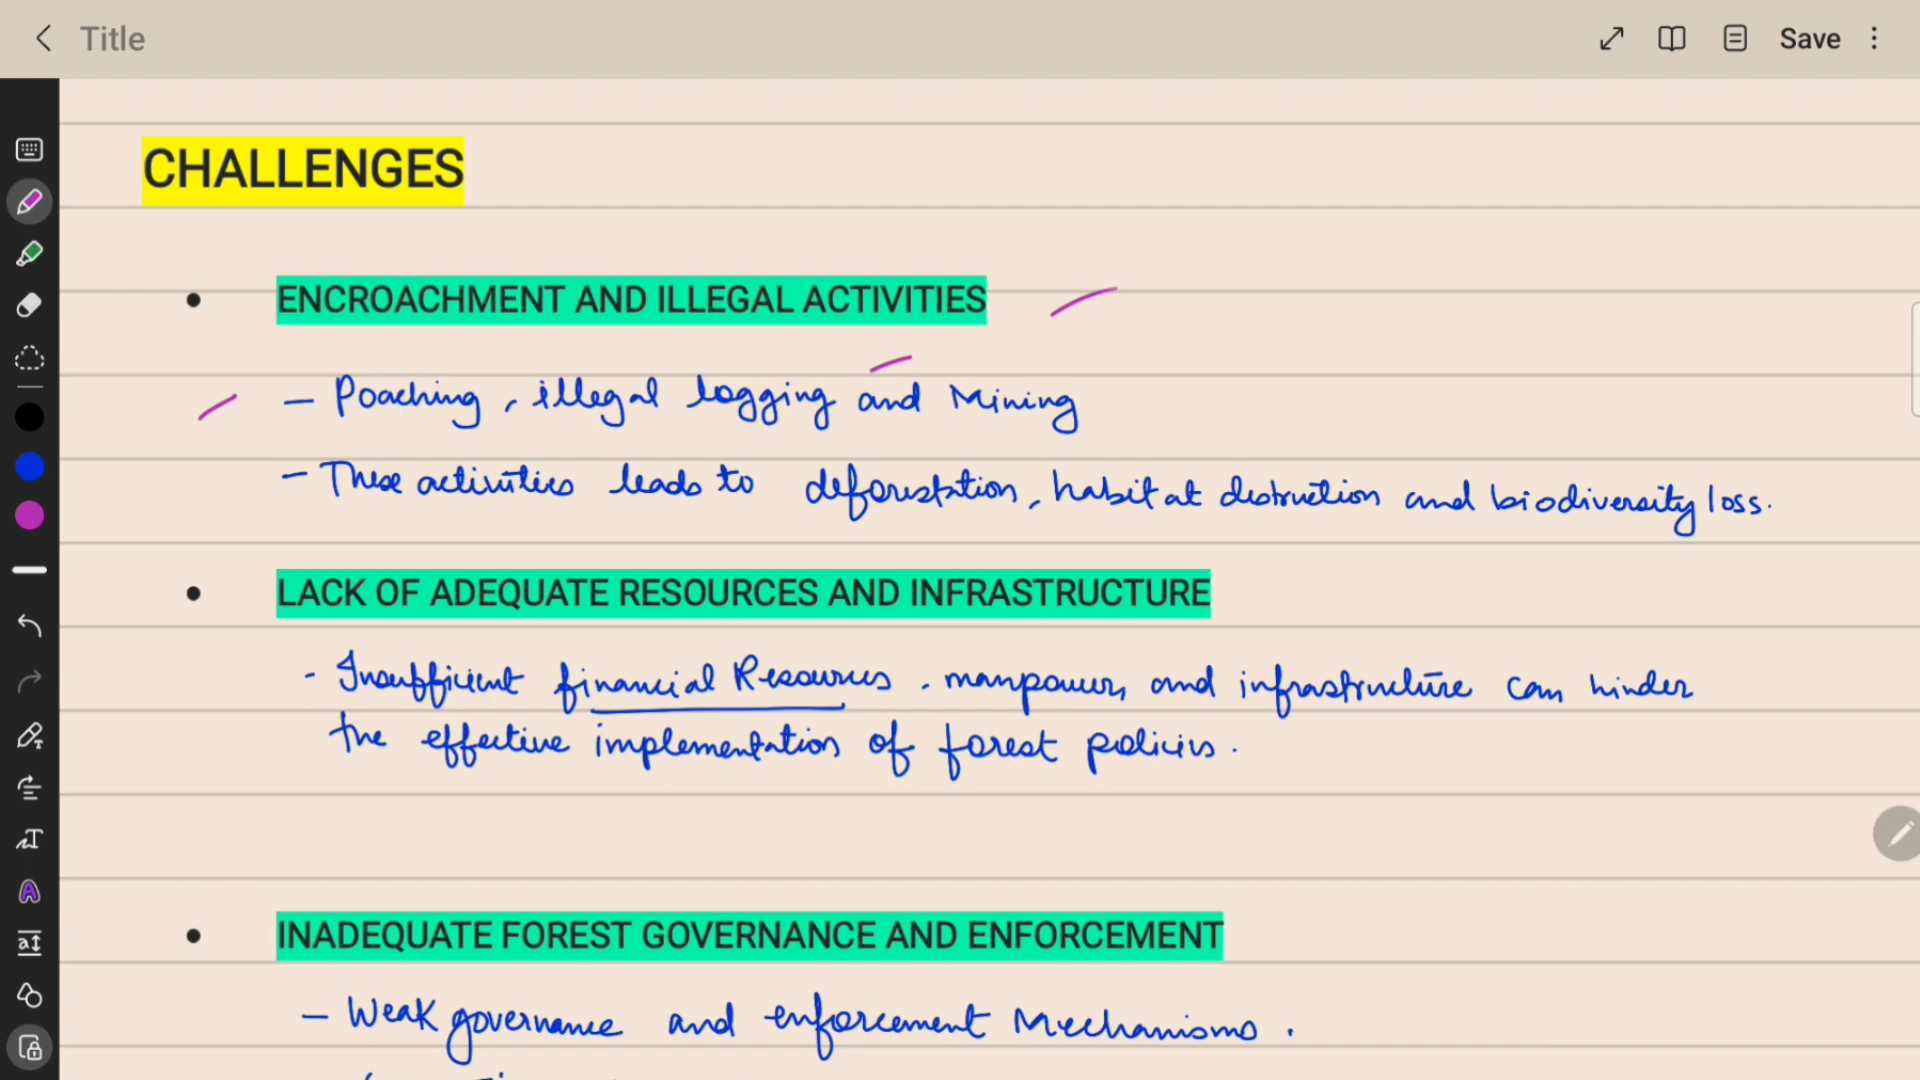 Title
Save
CHALLENGES
• ENCROACHMENT AND ILLEGAL ACTIVITIES
- Poaching, illegal logging and Mining
- These activities leads to deforestation, habitat distruction and biodiversity loss.
• LACK OF ADEQUATE RESOURCES AND INFRASTRUCTURE
- Insufficient financial Resources, manpower, and infrastructure can hinder
the effective implementation of forest policies.
• INADEQUATE FOREST GOVERNANCE AND ENFORCEMENT
- Weak governance and enforcement Mechanisms.